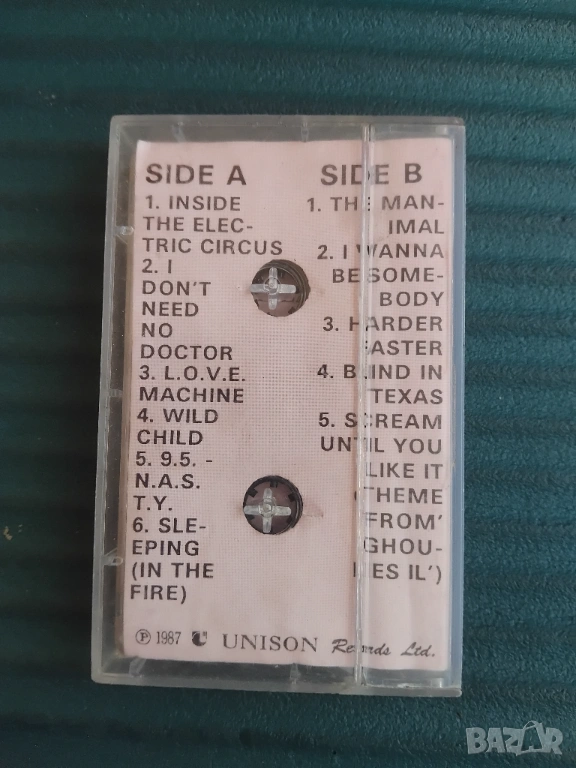 SIDE A
1. INSIDE
THE ELEC-
TRIC CIRCUS
2. I
DON'T
NEED
NO
DOCTOR
3. L.O.V.E.
MACHINE
4. WILD
CHILD
5. 9.5. -
N.A.S.
T.Y.
6. SLE-
EPING
(IN THE
FIRE)
SIDE B
1. THE MAN-
IMAL
2. I WANNA
BE SOME-
BODY
3. HARDER
FASTER
4. BLIND IN
TEXAS
5. SCREAM
UNTIL YOU
LIKE IT
(THEME
FROM'
GHOU-
IES II.')
℗ 1987 UNISON Records Ltd.
BAZAR